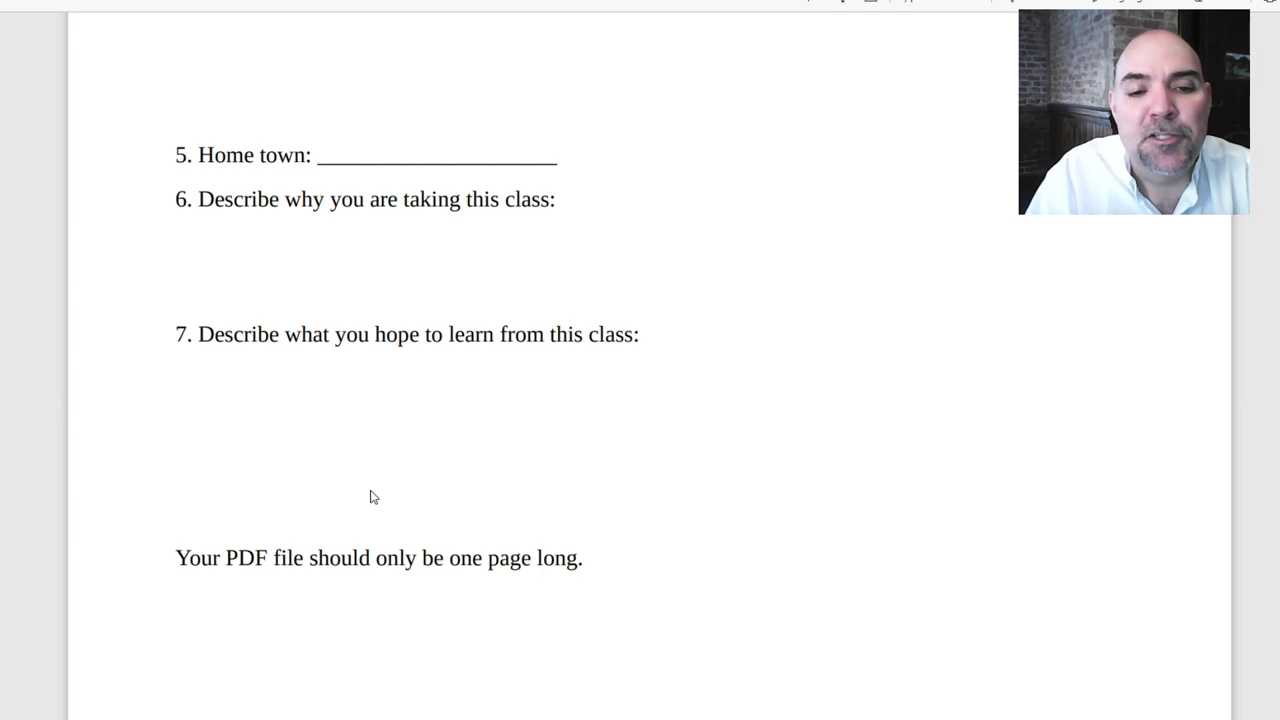 5. Home town: ____________________
6. Describe why you are taking this class:
7. Describe what you hope to learn from this class:
Your PDF file should only be one page long.